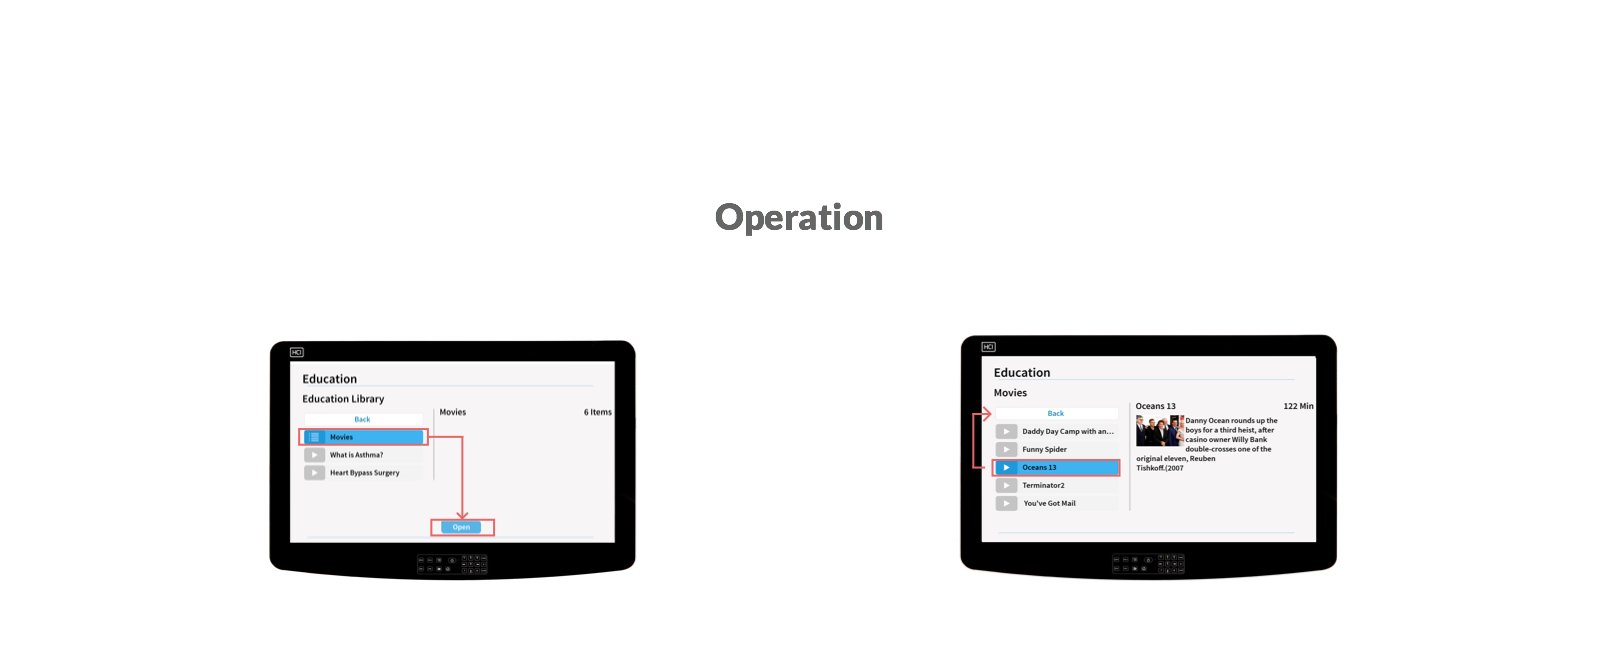 Operation
HCI
Education
Education Library
Back
Movies
What is Asthma?
Heart Bypass Surgery
Movies
6 Items
Open
HCI
Education
Movies
Back
Daddy Day Camp with an...
Funny Spider
Oceans 13
Terminator2
You've Got Mail
Oceans 13
122 Min
Danny Ocean rounds up the
boys for a third heist, after
casino owner Willy Bank
double-crosses one of the
original eleven, Reuben
Tishkoff.(2007